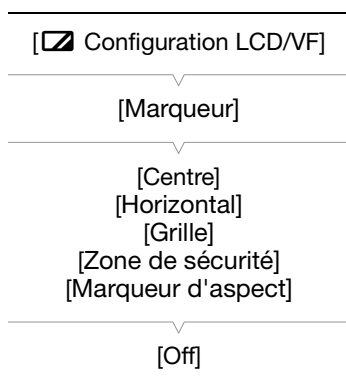 [ Configuration LCD/VF]
[Marqueur]
[Centre]
[Horizontal]
[Grille]
[Zone de sécurité]
[Marqueur d'aspect]
[Off]